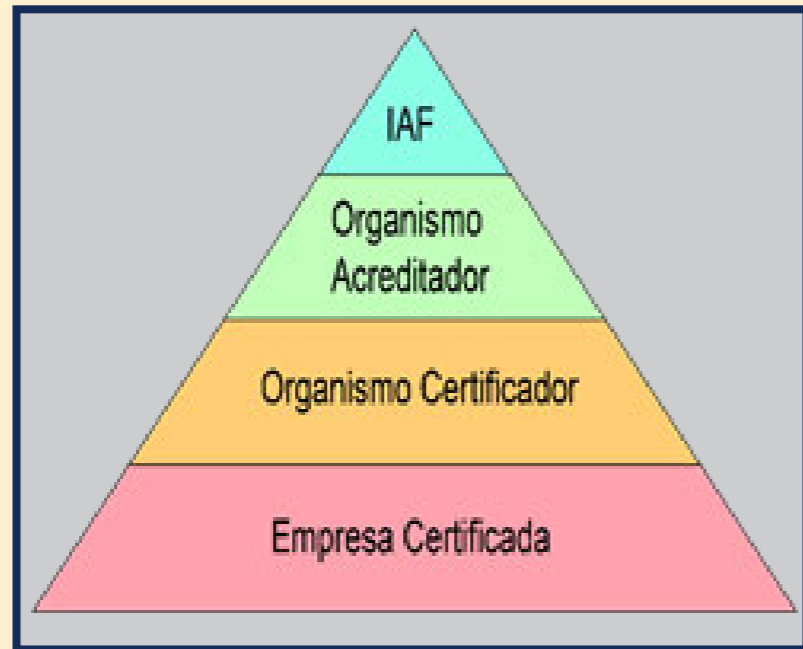 IAF
Organismo
Acreditador
Organismo Certificador
Empresa Certificada